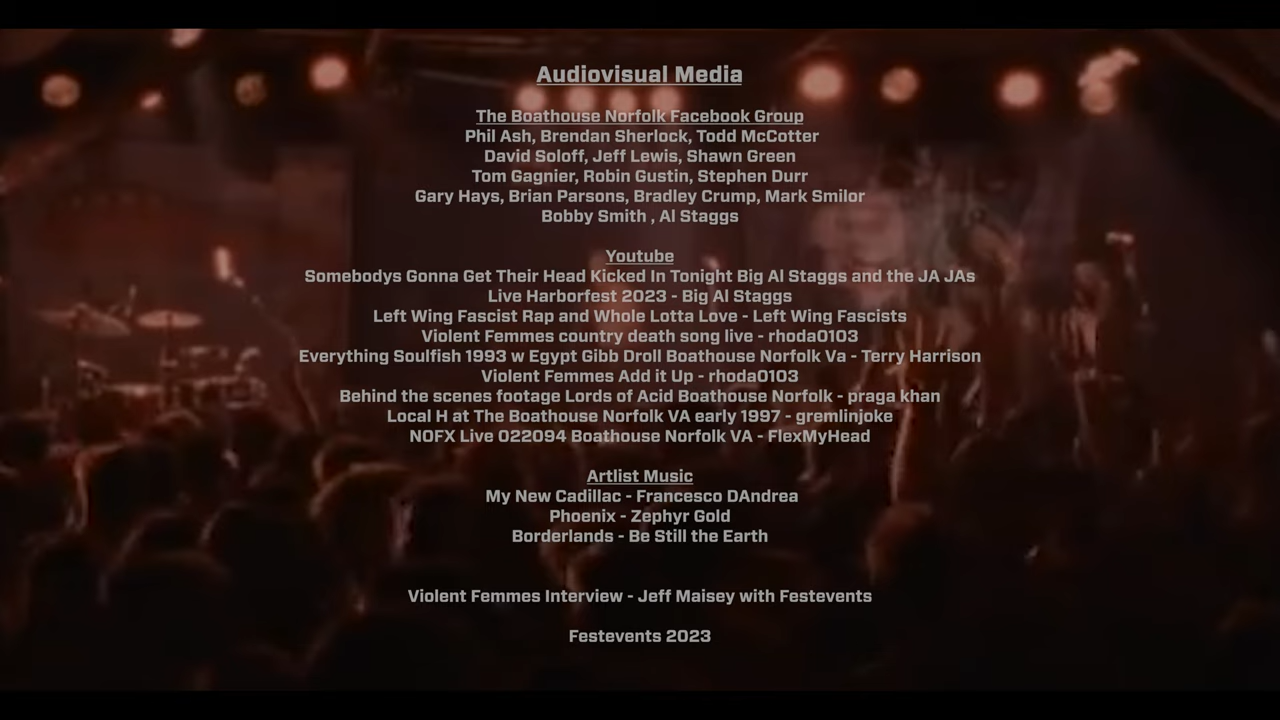 Audiovisual Media
The Boathouse Norfolk Facebook Group
Phil Ash, Brendan Sherlock, Todd McCotter
David Soloff, Jeff Lewis, Shawn Green
Tom Gagnier, Robin Gustin, Stephen Durr
Gary Hays, Brian Parsons, Bradley Crump, Mark Smilor
Bobby Smith , Al Staggs
Youtube
Somebodys Gonna Get Their Head Kicked In Tonight Big Al Staggs and the JA JAs
Live Harborfest 2023 - Big Al Staggs
Left Wing Fascist Rap and Whole Lotta Love - Left Wing Fascists
Violent Femmes country death song live - rhoda0103
Everything Soulfish 1993 w Egypt Gibb Droll Boathouse Norfolk Va - Terry Harrison
Violent Femmes Add it Up - rhoda0103
Behind the scenes footage Lords of Acid Boathouse Norfolk - praga khan
Local H at The Boathouse Norfolk VA early 1997 - gremlinjoke
NOFX Live 022094 Boathouse Norfolk VA - FlexMyHead
Artlist Music
My New Cadillac - Francesco DAndrea
Phoenix - Zephyr Gold
Borderlands - Be Still the Earth
Violent Femmes Interview - Jeff Maisey with Festevents
Festevents 2023